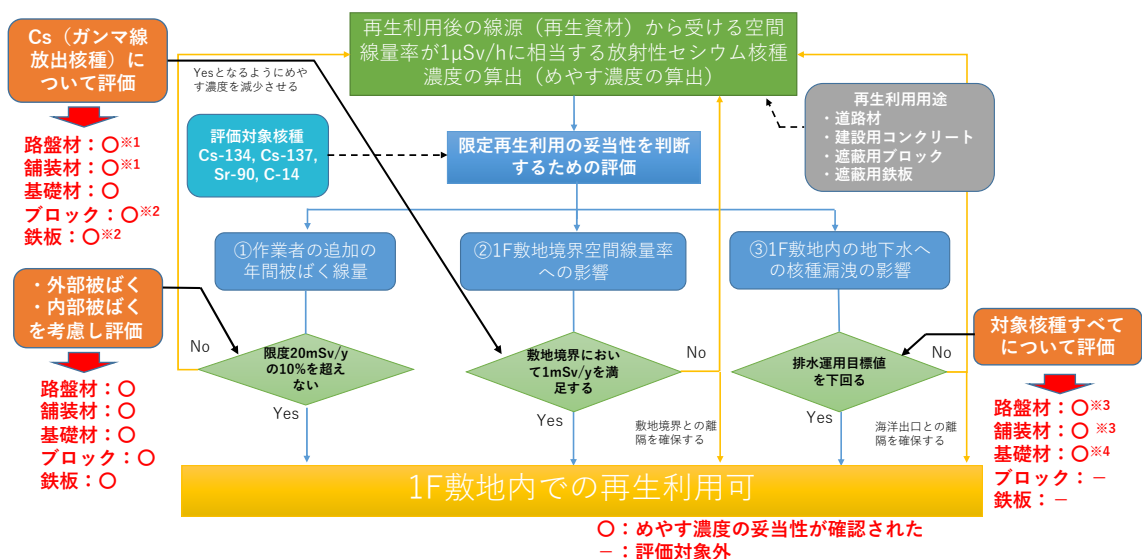 Cs（ガンマ線
放出核種）に
ついて評価
路盤材：〇※1
舗装材：〇※1
基礎材：〇
ブロック：〇※2
鉄板：〇※2
再生利用後の線源（再生資材）から受ける空間
線量率が1μSv/hに相当する放射性セシウム核種
濃度の算出（めやす濃度の算出）
Yesとなるようにめや
す濃度を減少させる
評価対象核種
Cs-134, Cs-137,
Sr-90, C-14
限定再生利用の妥当性を判断
するための評価
再生利用用途
・道路材
・建設用コンクリート
・遮蔽用ブロック
・遮蔽用鉄板
①作業者の追加の
年間被ばく線量
②1F敷地境界空間線量率
への影響
③1F敷地内の地下水へ
の核種漏洩の影響
・外部被ばく
・内部被ばく
を考慮し評価
路盤材：〇
舗装材：〇
基礎材：〇
ブロック：〇
鉄板：〇
No
限度20mSv/y
の10%を超え
ない
Yes
敷地境界におい
て1mSv/yを満
足する
No
Yes
敷地境界との離
隔を確保する
排水運用目標値
を下回る
No
Yes
海洋出口との離
隔を確保する
対象核種すべて
について評価
路盤材：〇※3
舗装材：〇 ※3
基礎材：〇※4
ブロック：－
鉄板：－
1F敷地内での再生利用可
〇：めやす濃度の妥当性が確認された
－：評価対象外